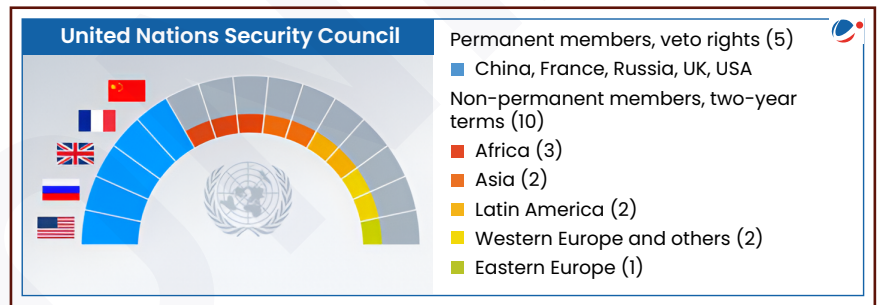 United Nations Security Council
Permanent members, veto rights (5)
China, France, Russia, UK, USA
Non-permanent members, two-year
terms (10)
Africa (3)
Asia (2)
Latin America (2)
Western Europe and others (2)
Eastern Europe (1)